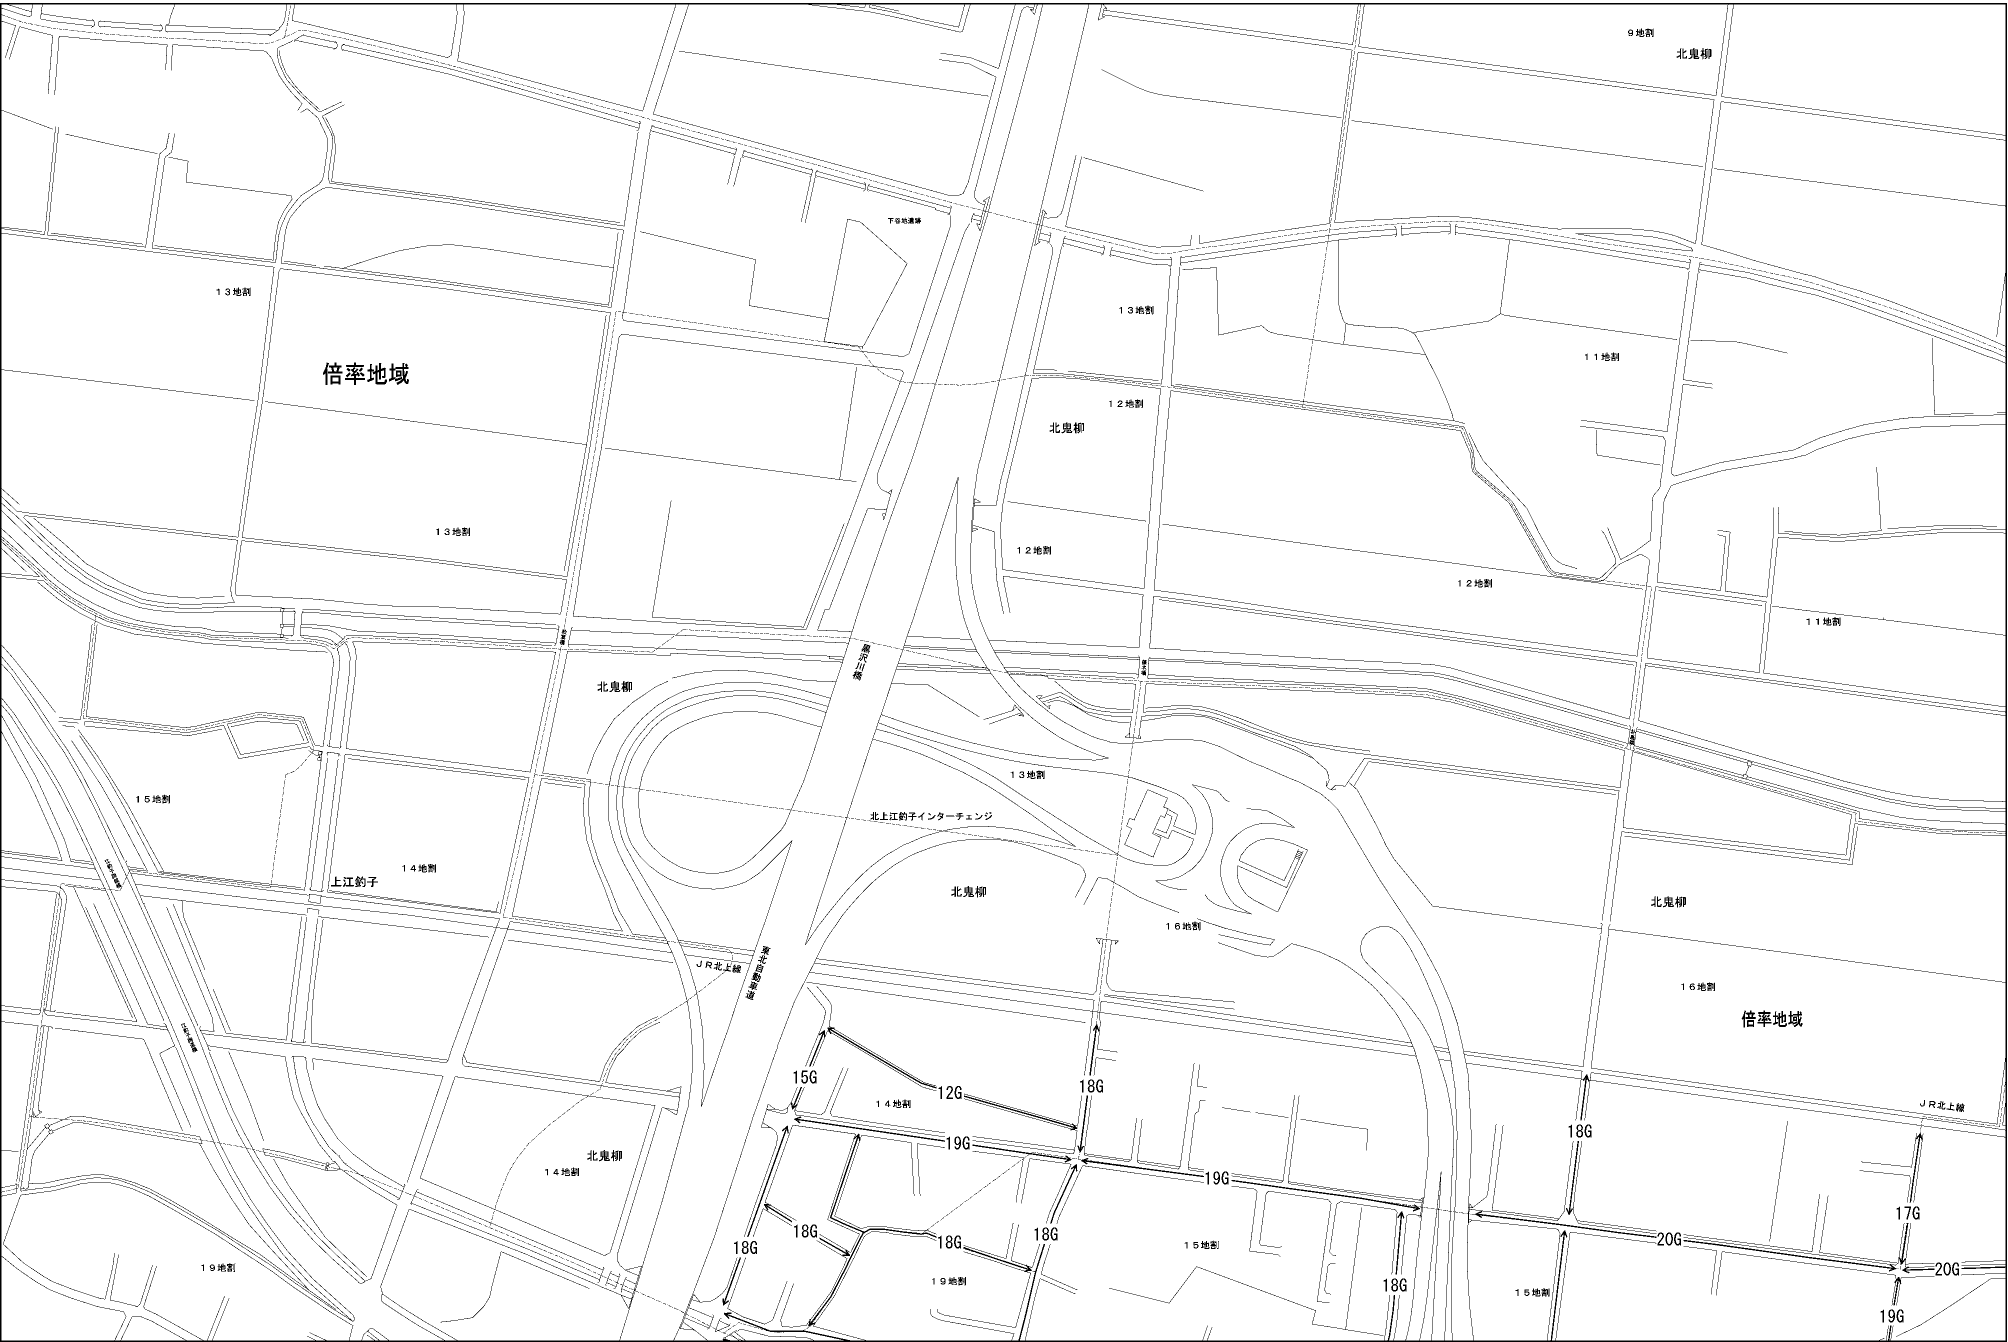 9地割
北鬼柳
下谷地遺跡
13地割
13地割
11地割
倍率地域
12地割
北鬼柳
13地割
12地割
12地割
11地割
黒沢川橋
北鬼柳
13地割
15地割
北上江釣子インターチェンジ
14地割
上江釣子
北鬼柳
北鬼柳
16地割
JR北上線
東北自動車道
16地割
倍率地域
15G
12G
18G
14地割
JR北上線
18G
19G
北鬼柳
14地割
19G
17G
18G
18G
18G
18G
20G
15地割
19地割
19地割
20G
18G
15地割
19G